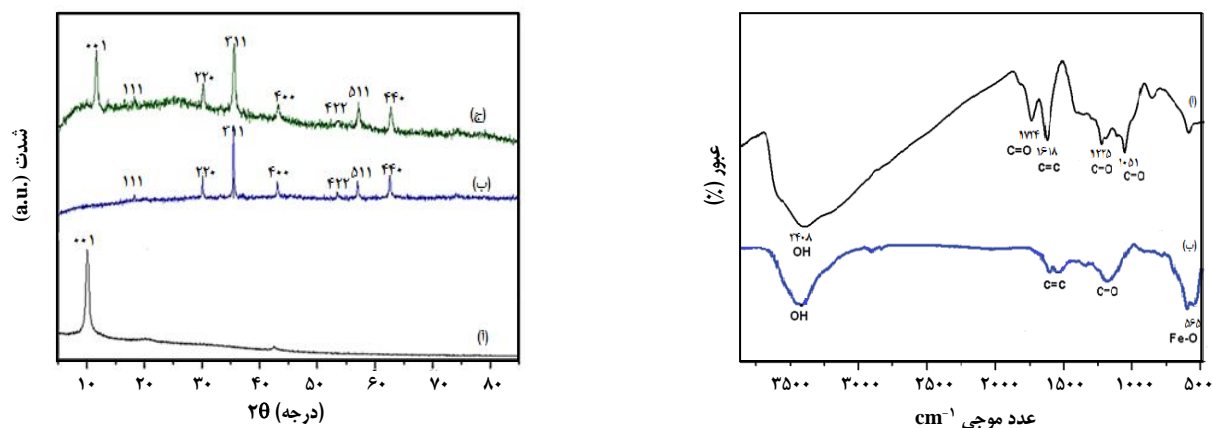 ۰۰۱ ۱۱۱ ۲۲۰ ۳۱۱ ۴۰۰ ۴۲۲ ۵۱۱ ۴۴۰
(ج)
۱۱۱ ۲۲۰ ۳۱۱ ۴۰۰ ۴۲۲ ۵۱۱ ۴۴۰
(ب)
۰۰۱
(آ)
شدت (a.u.)
۱۰ ۲۰ ۳۰ ۴۰ ۵۰ ۶۰ ۷۰ ۸۰
۲θ (درجه)
(آ)
۱۷۲۴ ۱۶۱۸ ۱۲۲۵ ۱۰۵۱
C=O C=C C-O C-O
۳۴۰۸
OH
(ب)
OH C=C C-O
۵۶۵
Fe-O
عبور (%)
۳۵۰۰ ۳۰۰۰ ۲۵۰۰ ۲۰۰۰ ۱۵۰۰ ۱۰۰۰ ۵۰۰
عدد موجی cm⁻¹